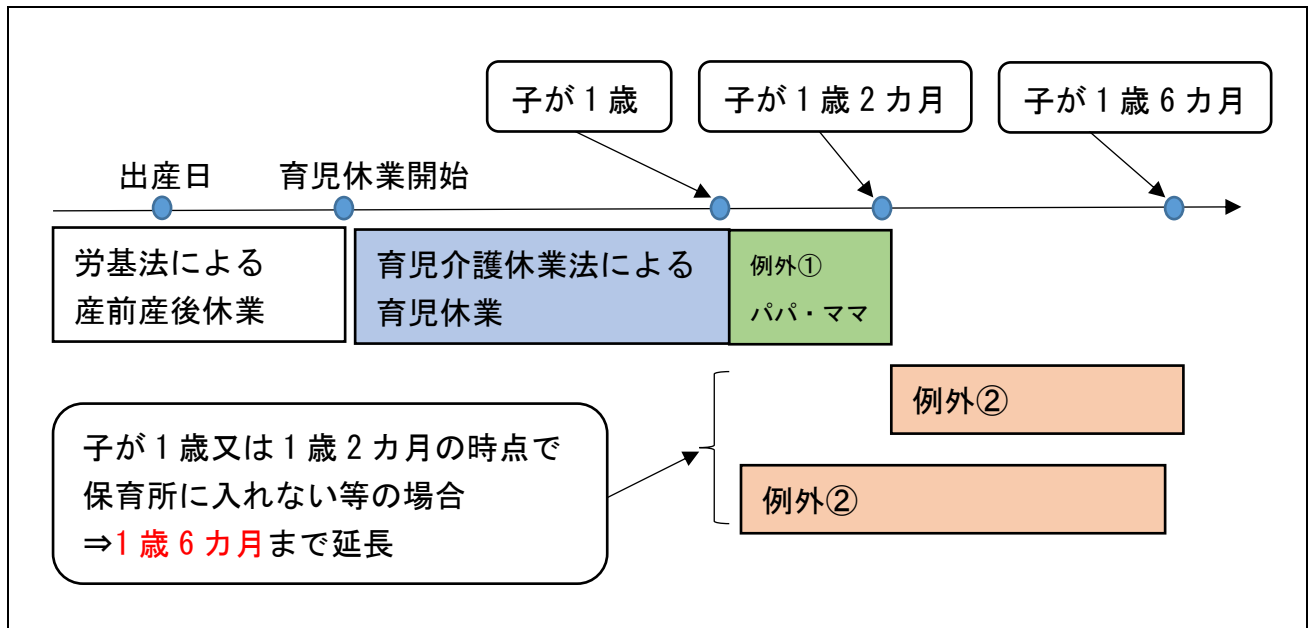 子が１歳
子が１歳２カ月
子が１歳６カ月
出産日
育児休業開始
労基法による
産前産後休業
育児介護休業法による
育児休業
例外①
パパ・ママ
例外②
例外②
子が１歳又は１歳２カ月の時点で
保育所に入れない等の場合
⇒１歳６カ月まで延長